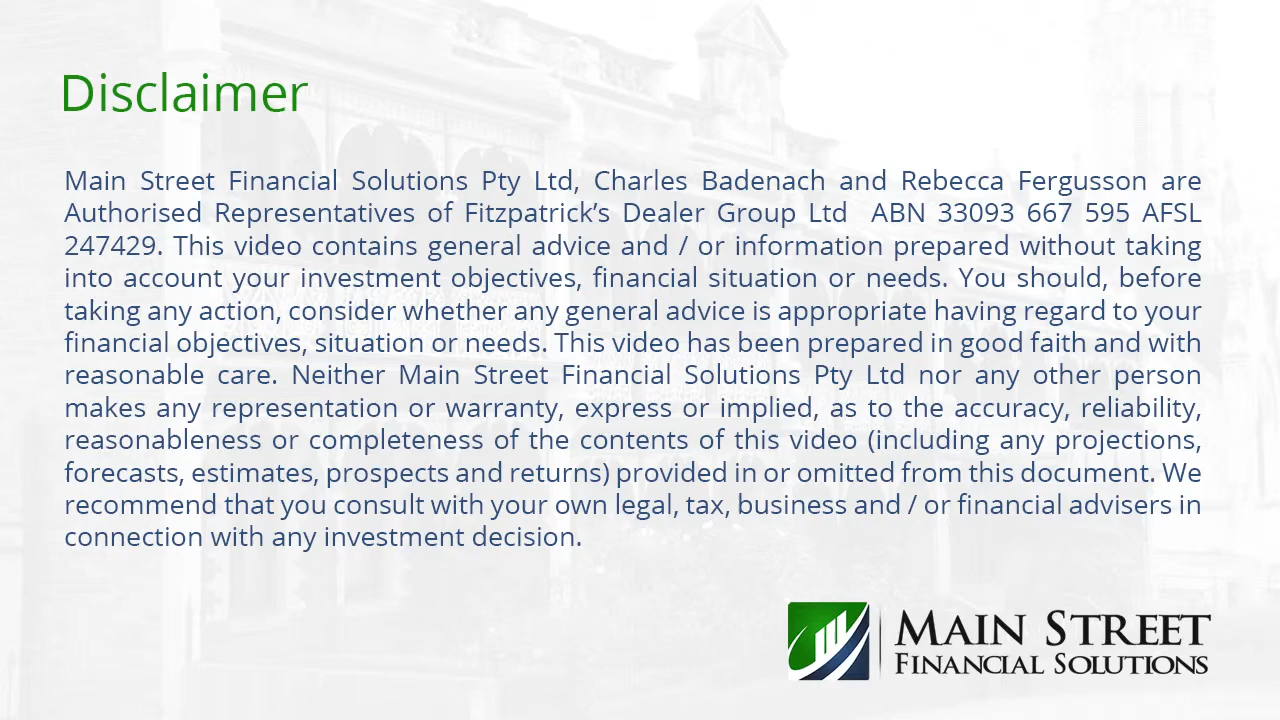 Disclaimer
Main Street Financial Solutions Pty Ltd, Charles Badenach and Rebecca Fergusson are
Authorised Representatives of Fitzpatrick’s Dealer Group Ltd  ABN 33093 667 595 AFSL
247429. This video contains general advice and / or information prepared without taking
into account your investment objectives, financial situation or needs. You should, before
taking any action, consider whether any general advice is appropriate having regard to your
financial objectives, situation or needs. This video has been prepared in good faith and with
reasonable care. Neither Main Street Financial Solutions Pty Ltd nor any other person
makes any representation or warranty, express or implied, as to the accuracy, reliability,
reasonableness or completeness of the contents of this video (including any projections,
forecasts, estimates, prospects and returns) provided in or omitted from this document. We
recommend that you consult with your own legal, tax, business and / or financial advisers in
connection with any investment decision.
MAIN STREET
FINANCIAL SOLUTIONS